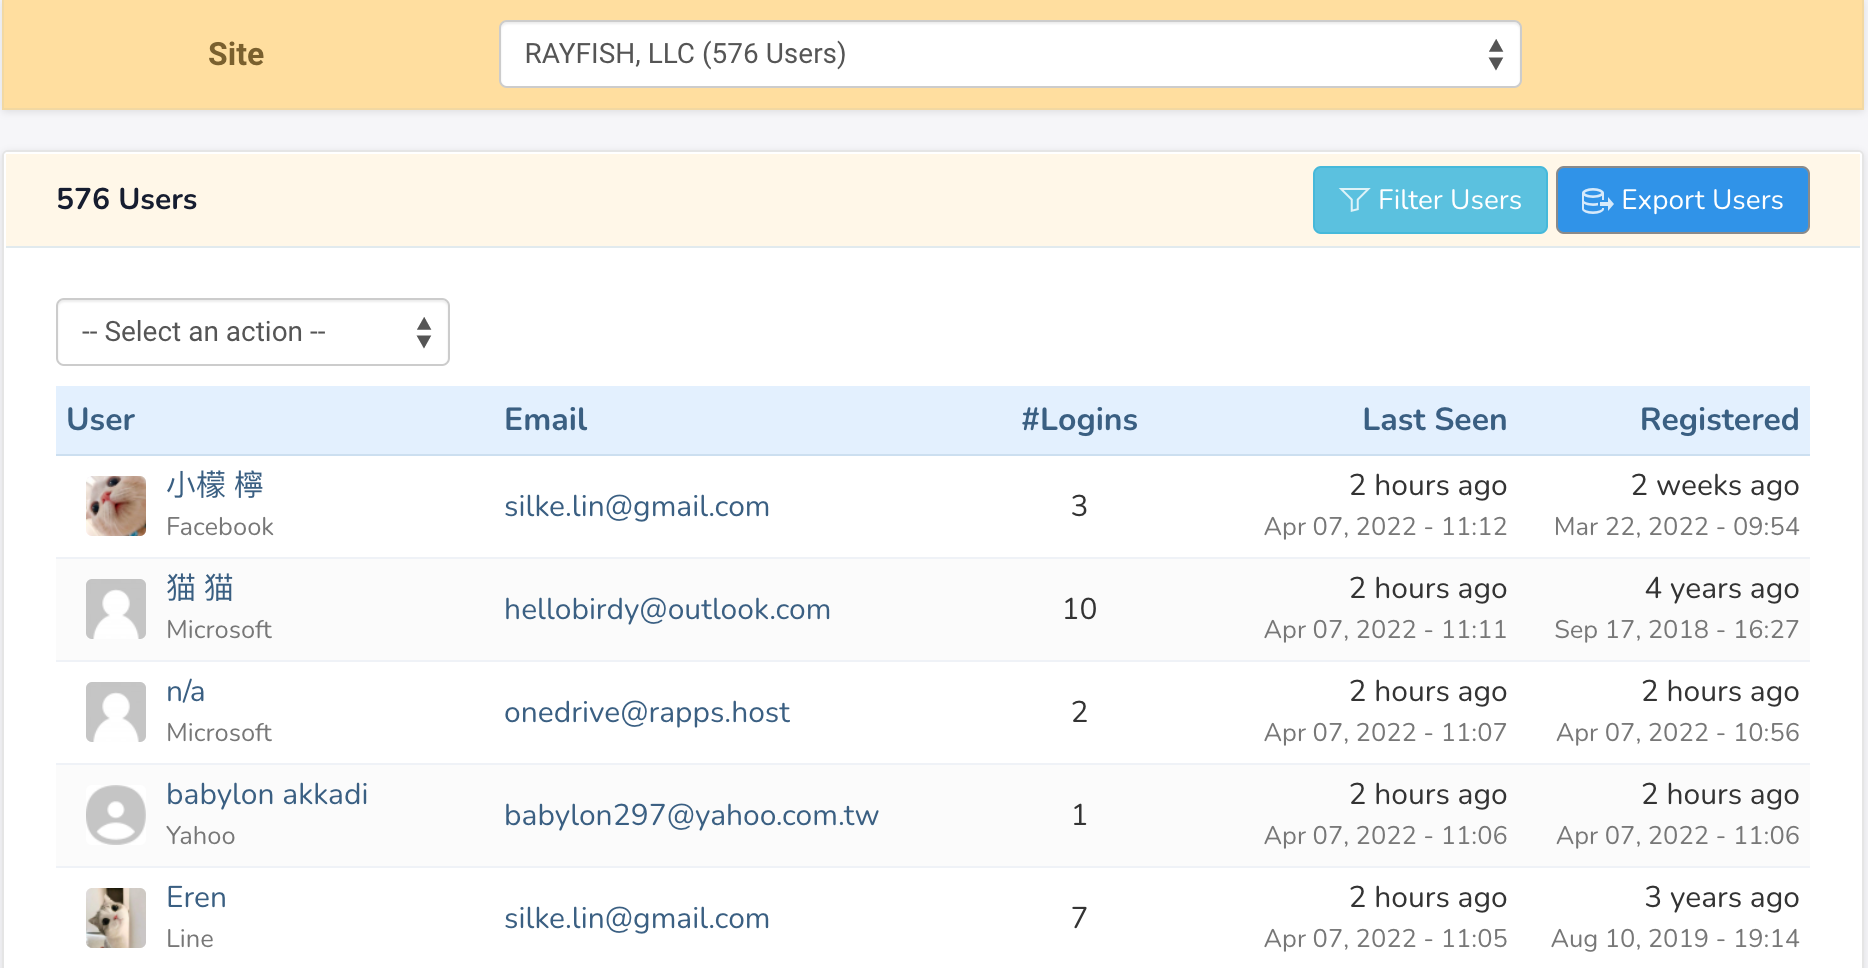 Site
RAYFISH, LLC (576 Users)
576 Users
Filter Users
Export Users
-- Select an action --
User Email #Logins Last Seen Registered
小檬 檸 silke.lin@gmail.com 3 2 hours ago 2 weeks ago
Facebook Apr 07, 2022 - 11:12 Mar 22, 2022 - 09:54
猫 猫 hellobirdy@outlook.com 10 2 hours ago 4 years ago
Microsoft Apr 07, 2022 - 11:11 Sep 17, 2018 - 16:27
n/a onedrive@rapps.host 2 2 hours ago 2 hours ago
Microsoft Apr 07, 2022 - 11:07 Apr 07, 2022 - 10:56
babylon akkadi babylon297@yahoo.com.tw 1 2 hours ago 2 hours ago
Yahoo Apr 07, 2022 - 11:06 Apr 07, 2022 - 11:06
Eren silke.lin@gmail.com 7 2 hours ago 3 years ago
Line Apr 07, 2022 - 11:05 Aug 10, 2019 - 19:14